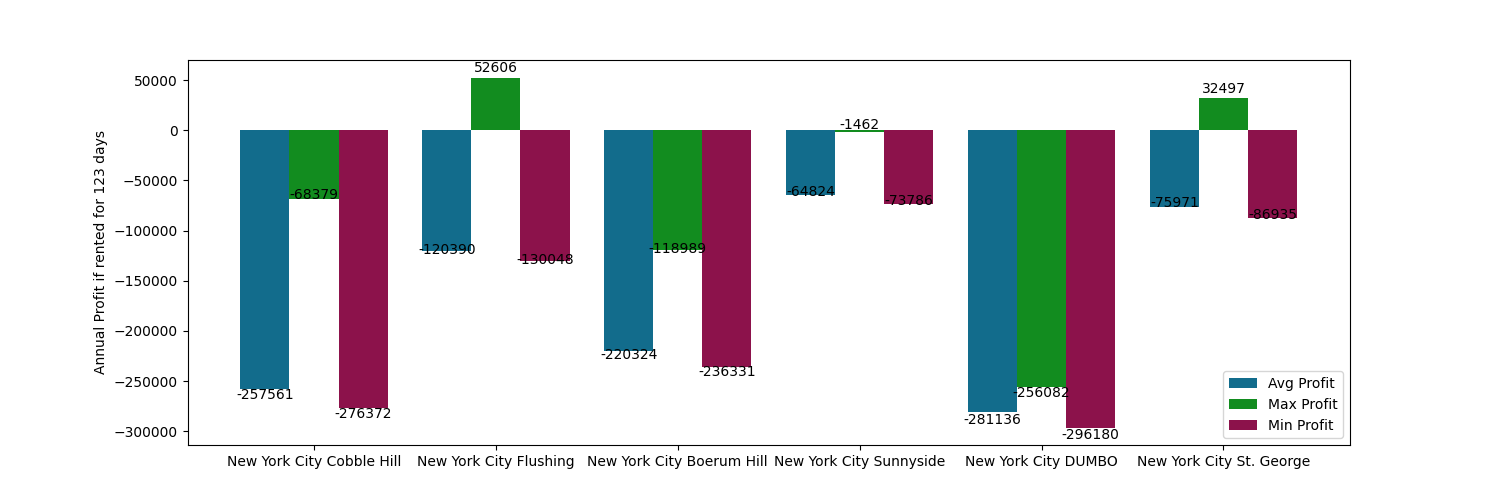 52606
50000
32497
0
-1462
-68379
-64824
-73786
-75971
-86935
−50000
−100000
-120390
-130048
-118989
−150000
−200000
-220324
-236331
−250000
-257561
-276372
-281136
-256082
-296180
−300000
Annual Profit if rented for 123 days
Avg Profit
Max Profit
Min Profit
New York City Cobble Hill
New York City Flushing
New York City Boerum Hill
New York City Sunnyside
New York City DUMBO
New York City St. George